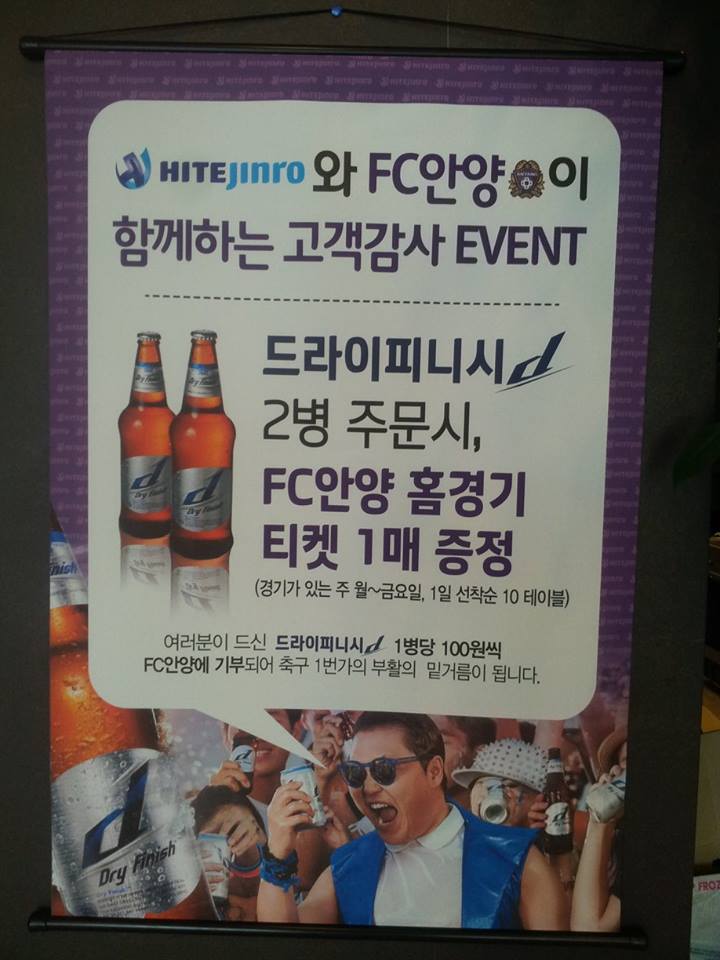 HITEJINRO 와 FC안양이
함께하는 고객감사 EVENT
드라이피니시 d
2병 주문시,
FC안양 홈경기
티켓 1매 증정
(경기가 있는 주 월~금요일, 1일 선착순 10 테이블)
여러분이 드신 드라이피니시 d 1병당 100원씩
FC안양에 기부되어 축구 1번가의 부활의 밑거름이 됩니다.
d
Dry Finish
d
Dry Finish
d
Dry Finish
FROZ